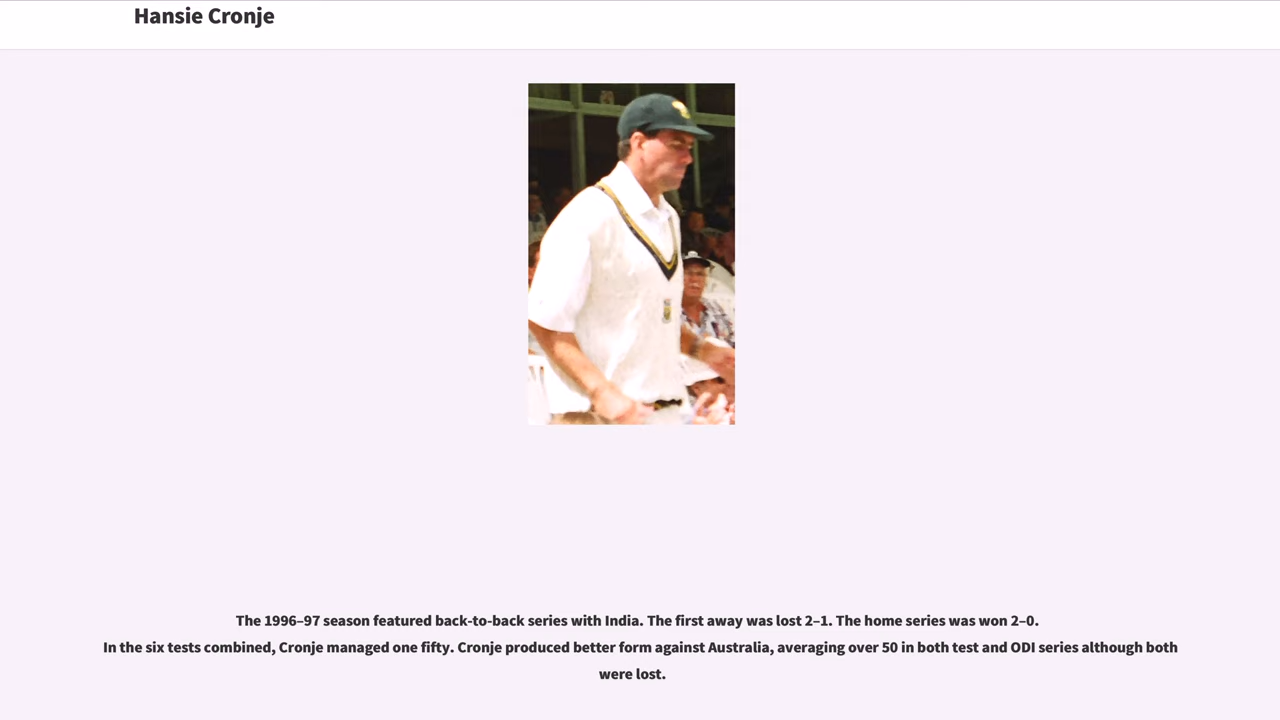 Hansie Cronje
The 1996–97 season featured back-to-back series with India. The first away was lost 2–1. The home series was won 2–0.
In the six tests combined, Cronje managed one fifty. Cronje produced better form against Australia, averaging over 50 in both test and ODI series although both
were lost.